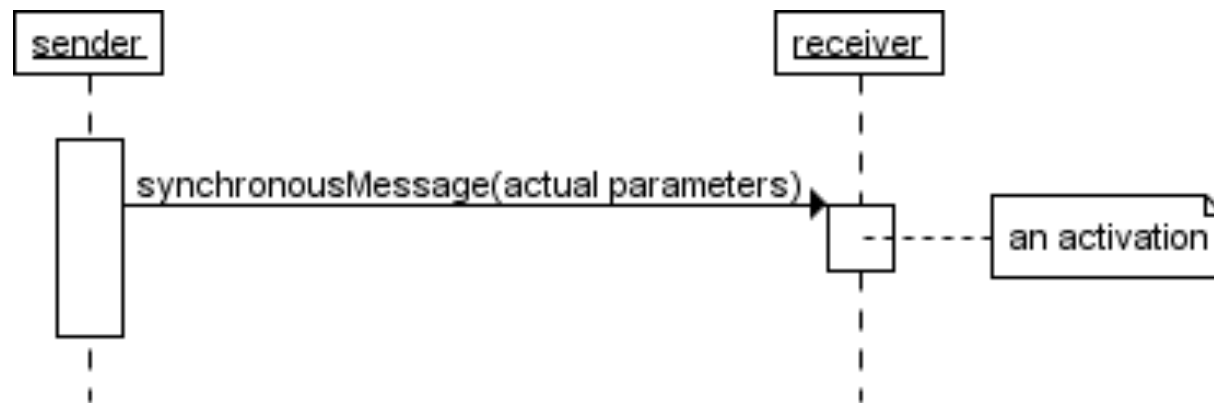 sender
receiver
synchronousMessage(actual parameters)
an activation